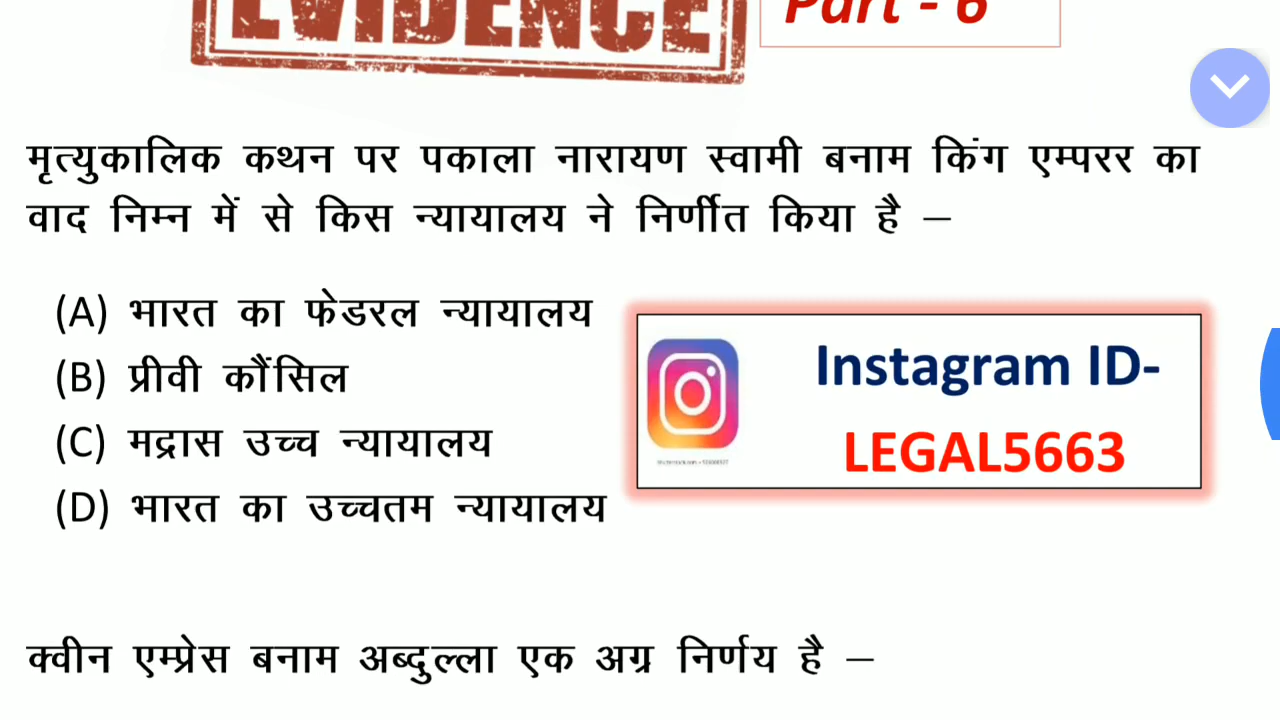 EVIDENCE
Part - 6
मृत्युकालिक कथन पर पकाला नारायण स्वामी बनाम किंग एम्परर का
वाद निम्न में से किस न्यायालय ने निर्णीत किया है –
(A) भारत का फेडरल न्यायालय
(B) प्रीवी कौंसिल
(C) मद्रास उच्च न्यायालय
(D) भारत का उच्चतम न्यायालय
Instagram ID-
LEGAL5663
क्वीन एम्प्रेस बनाम अब्दुल्ला एक अग्र निर्णय है –